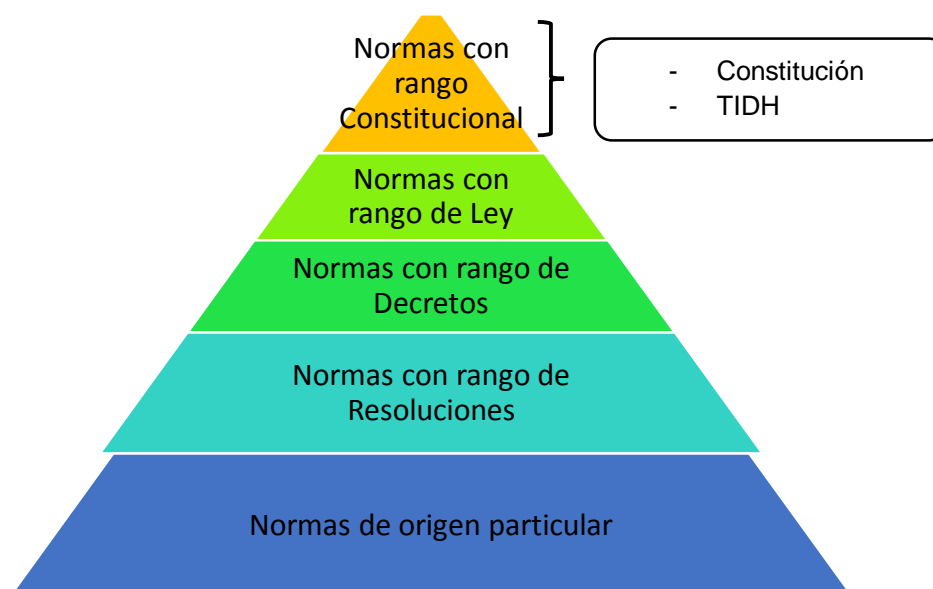 Normas con
rango
Constitucional
- Constitución
- TIDH
Normas con
rango de Ley
Normas con rango de
Decretos
Normas con rango de
Resoluciones
Normas de origen particular